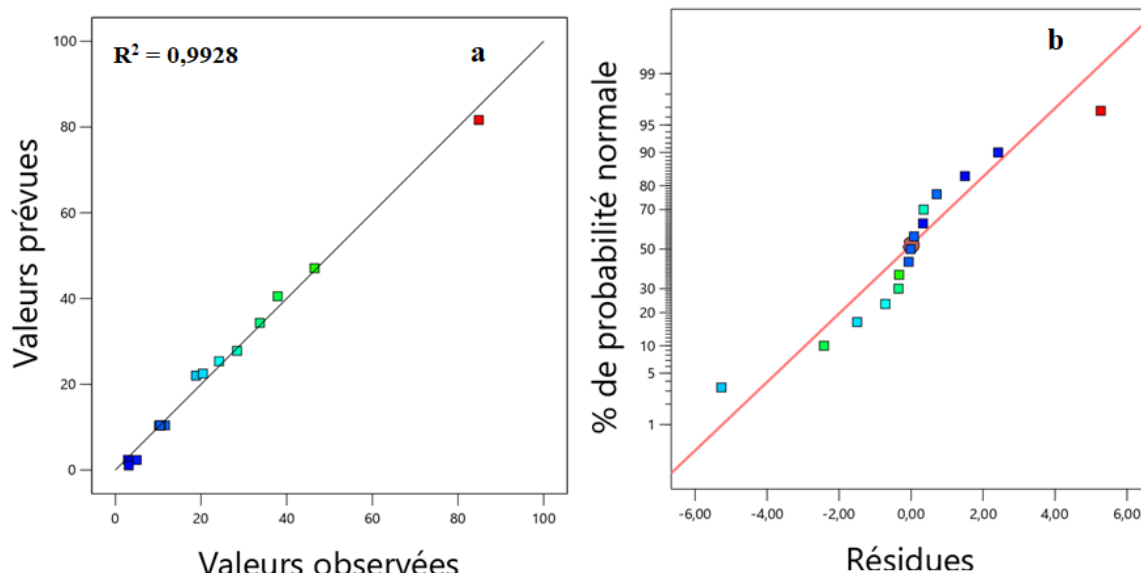 R² = 0,9928
a
Valeurs prévues
100
80
60
40
20
0
0 20 40 60 80 100
Valeurs observées
b
% de probabilité normale
99
95
90
80
70
50
30
20
10
5
1
-6,00 -4,00 -2,00 0,00 2,00 4,00 6,00
Résidues